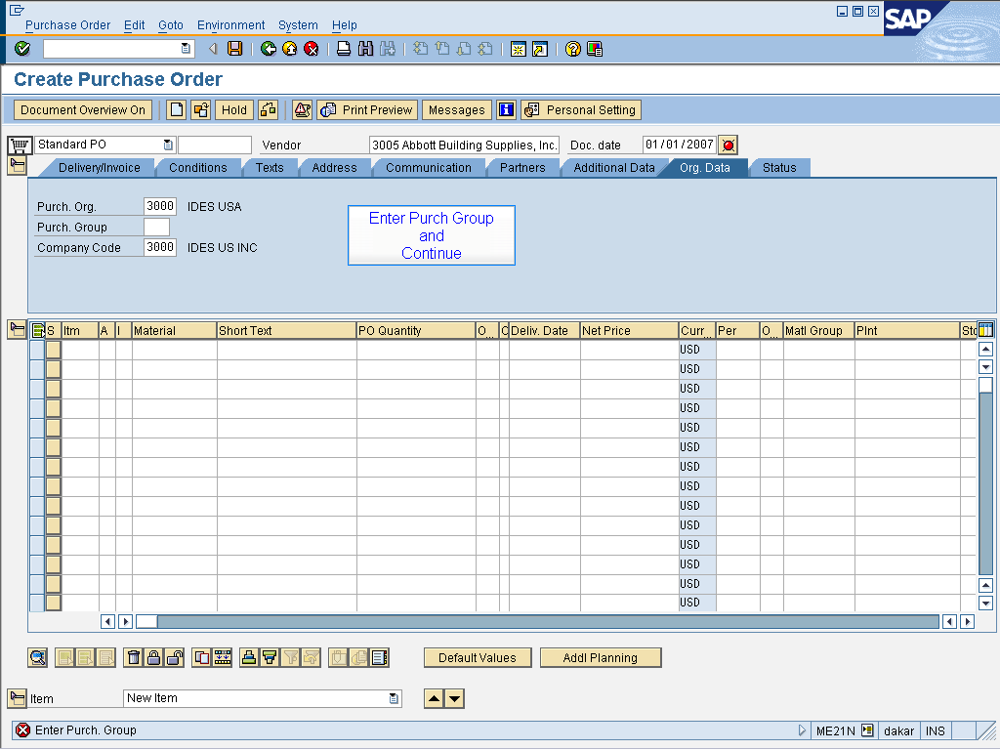 Purchase Order Edit Goto Environment System Help
SAP
Create Purchase Order
Document Overview On Hold Print Preview Messages Personal Setting
Standard PO Vendor 3005 Abbott Building Supplies, Inc. Doc. date 01/01/2007
Delivery/Invoice Conditions Texts Address Communication Partners Additional Data Org. Data Status
Purch. Org. 3000 IDES USA
Purch. Group
Company Code 3000 IDES US INC
Enter Purch Group
and
Continue
S Itm A I Material Short Text PO Quantity O... C Deliv. Date Net Price Curr... Per O... Matl Group Plnt Sto
USD
USD
USD
USD
USD
USD
USD
USD
USD
USD
USD
USD
USD
USD
Default Values Addl Planning
Item New Item
Enter Purch. Group ME21N dakar INS